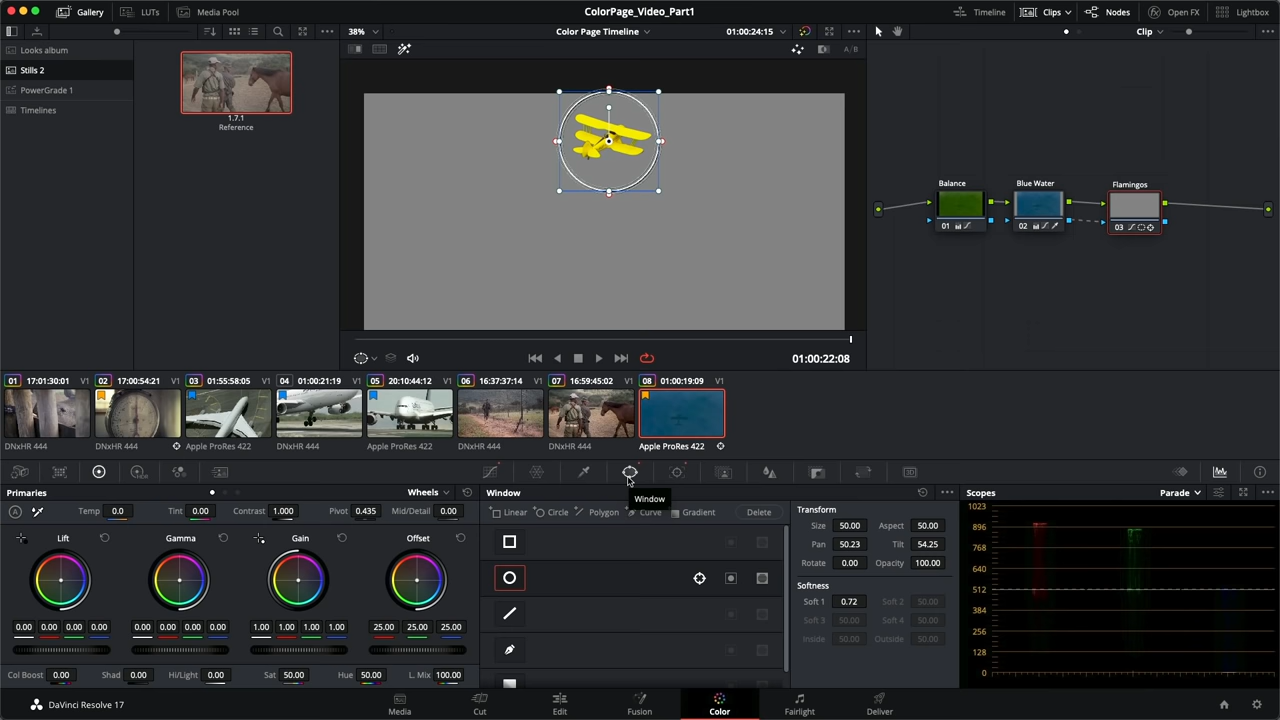 Gallery LUTs Media Pool ColorPage_Video_Part1 Timeline Clips Nodes Open FX Lightbox
38% Color Page Timeline 01:00:24:15 A/B Clip
Looks album
Stills 2
PowerGrade 1
Timelines
1.7.1
Reference
Balance Blue Water Flamingos
01 02 03
01:00:22:08
01 17:01:30:01 V1 02 17:00:54:21 V1 03 01:55:58:05 V1 04 01:00:21:19 V1 05 20:10:44:12 V1 06 16:37:37:14 V1 07 16:59:45:02 V1 08 01:00:19:09 V1
DNxHR 444 DNxHR 444 Apple ProRes 422 DNxHR 444 Apple ProRes 422 DNxHR 444 DNxHR 444 Apple ProRes 422
Primaries Wheels Window Window Scopes Parade
Temp 0.0 Tint 0.00 Contrast 1.000 Pivot 0.435 Mid/Detail 0.00
Linear Circle Polygon Curve Gradient Delete
Lift Gamma Gain Offset
0.00 0.00 0.00 0.00 0.00 0.00 0.00 0.00 1.00 1.00 1.00 1.00 25.00 25.00 25.00
Col Boost 0.00 Shad 0.00 Hi/Light 0.00 Sat 50.00 Hue 50.00 L. Mix 100.00
Transform
Size 50.00 Aspect 50.00
Pan 50.23 Tilt 54.25
Rotate 0.00 Opacity 100.00
Softness
Soft 1 0.72 Soft 2 50.00
Soft 3 50.00 Soft 4 50.00
Inside 50.00 Outside 50.00
1023
896
768
640
512
384
256
128
0
DaVinci Resolve 17 Media Cut Edit Fusion Color Fairlight Deliver